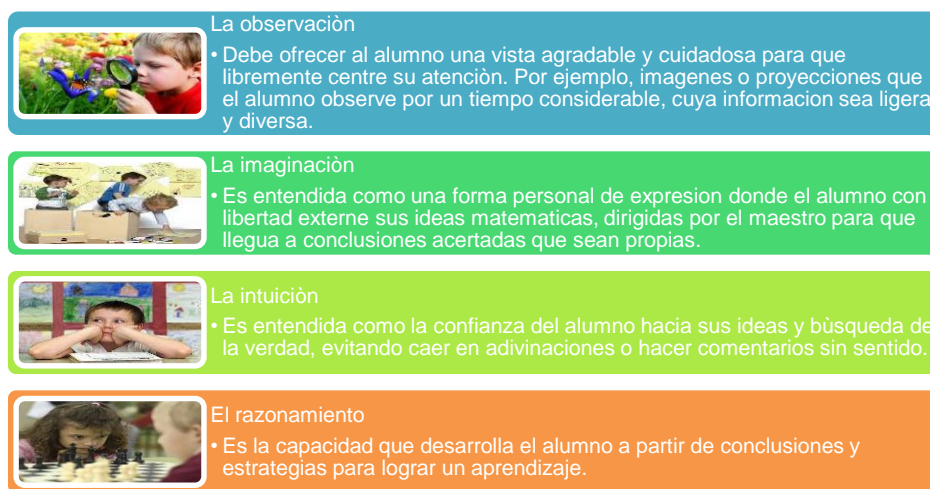 La observaciòn
• Debe ofrecer al alumno una vista agradable y cuidadosa para que
libremente centre su atenciòn. Por ejemplo, imagenes o proyecciones que
el alumno observe por un tiempo considerable, cuya informacion sea ligera
y diversa.
La imaginaciòn
• Es entendida como una forma personal de expresion donde el alumno con
libertad externe sus ideas matematicas, dirigidas por el maestro para que
llegua a conclusiones acertadas que sean propias.
La intuiciòn
• Es entendida como la confianza del alumno hacia sus ideas y bùsqueda de
la verdad, evitando caer en adivinaciones o hacer comentarios sin sentido.
El razonamiento
• Es la capacidad que desarrolla el alumno a partir de conclusiones y
estrategias para lograr un aprendizaje.